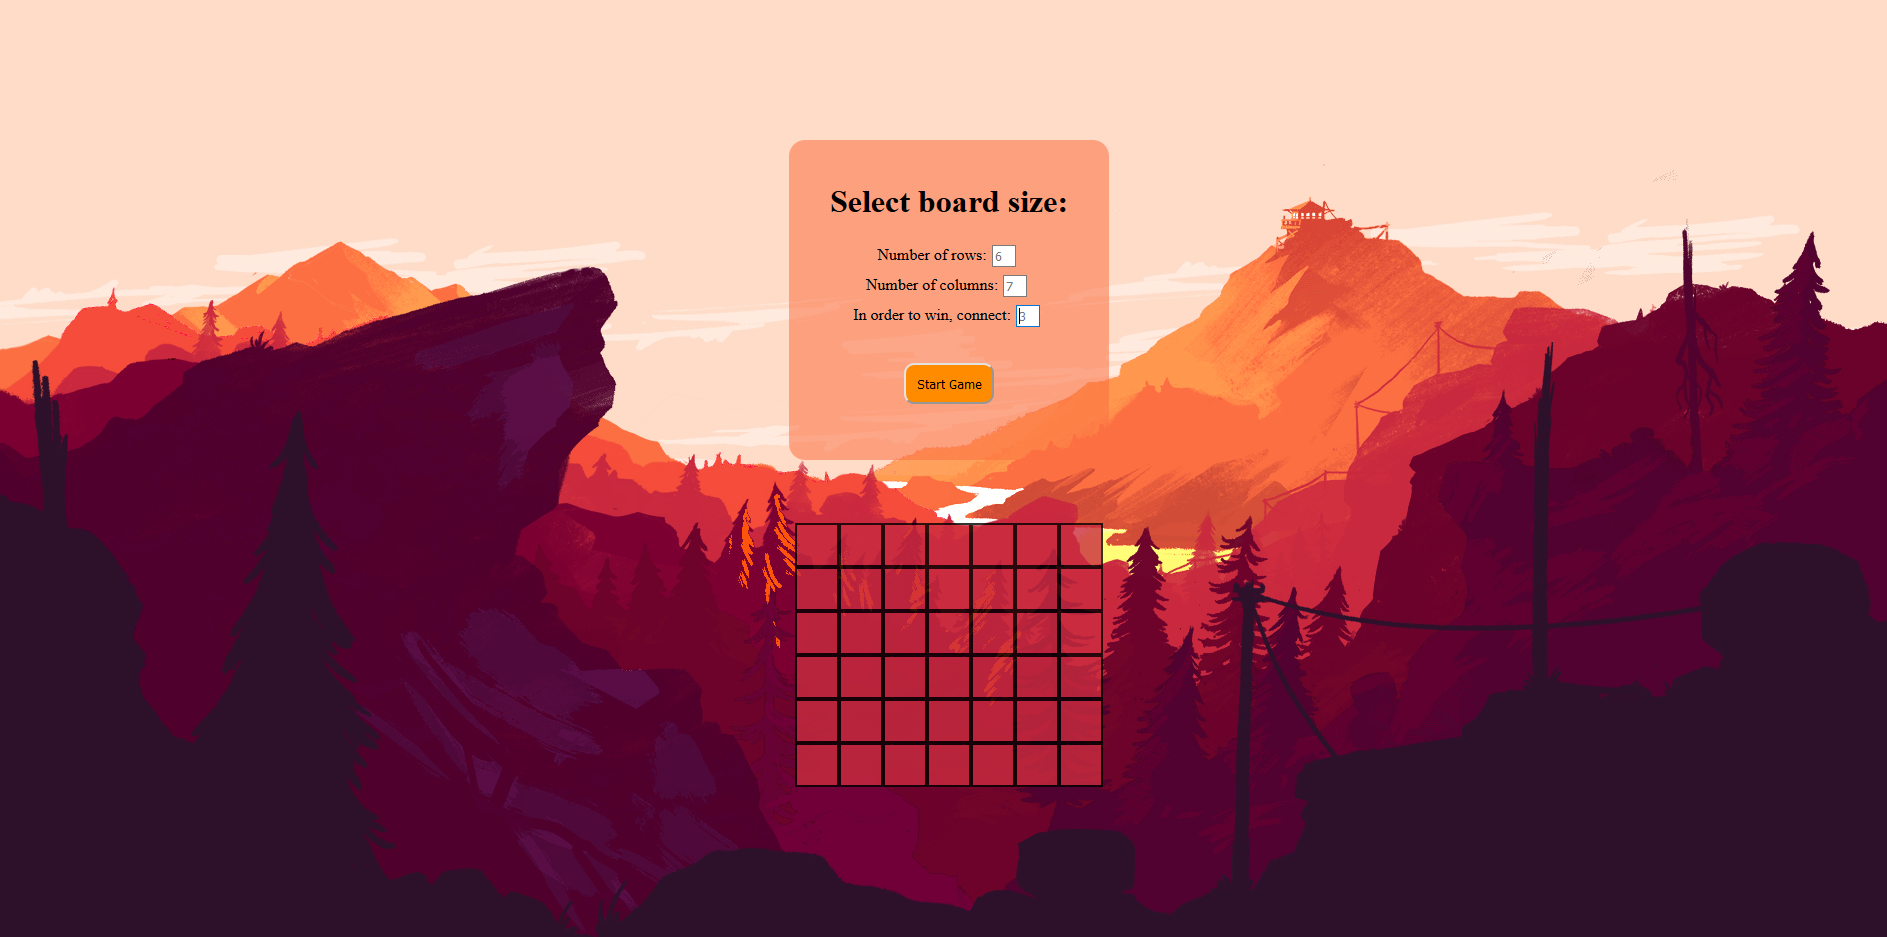 Select board size:
Number of rows: 6
Number of columns: 7
In order to win, connect: 3
Start Game